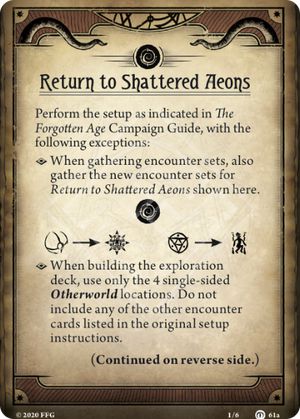 Return to Shattered Aeons
Perform the setup as indicated in The
Forgotten Age Campaign Guide, with the
following exceptions:
When gathering encounter sets, also
gather the new encounter sets for
Return to Shattered Aeons shown here.
When building the exploration
deck, use only the 4 single-sided
Otherworld locations. Do not
include any of the other encounter
cards listed in the original setup
instructions.
(Continued on reverse side.)
© 2020 FFG
1/6
61a